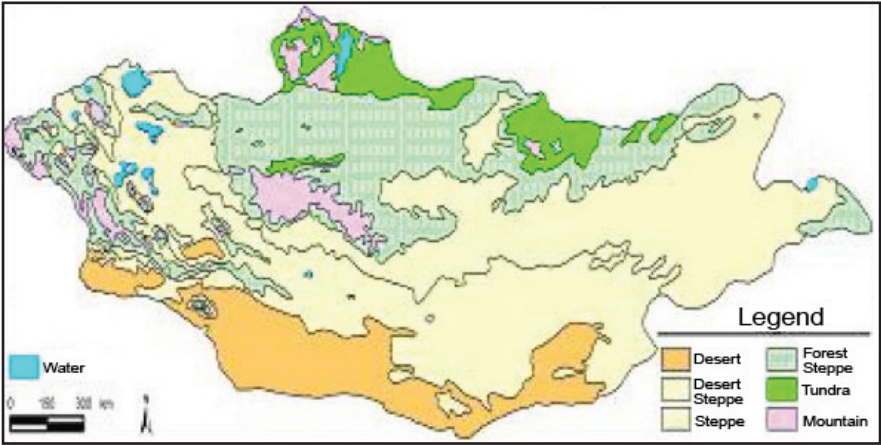 Legend
Desert
Desert
Steppe
Steppe
Forest
Steppe
Tundra
Mountain
Water
0 150 300 km
N